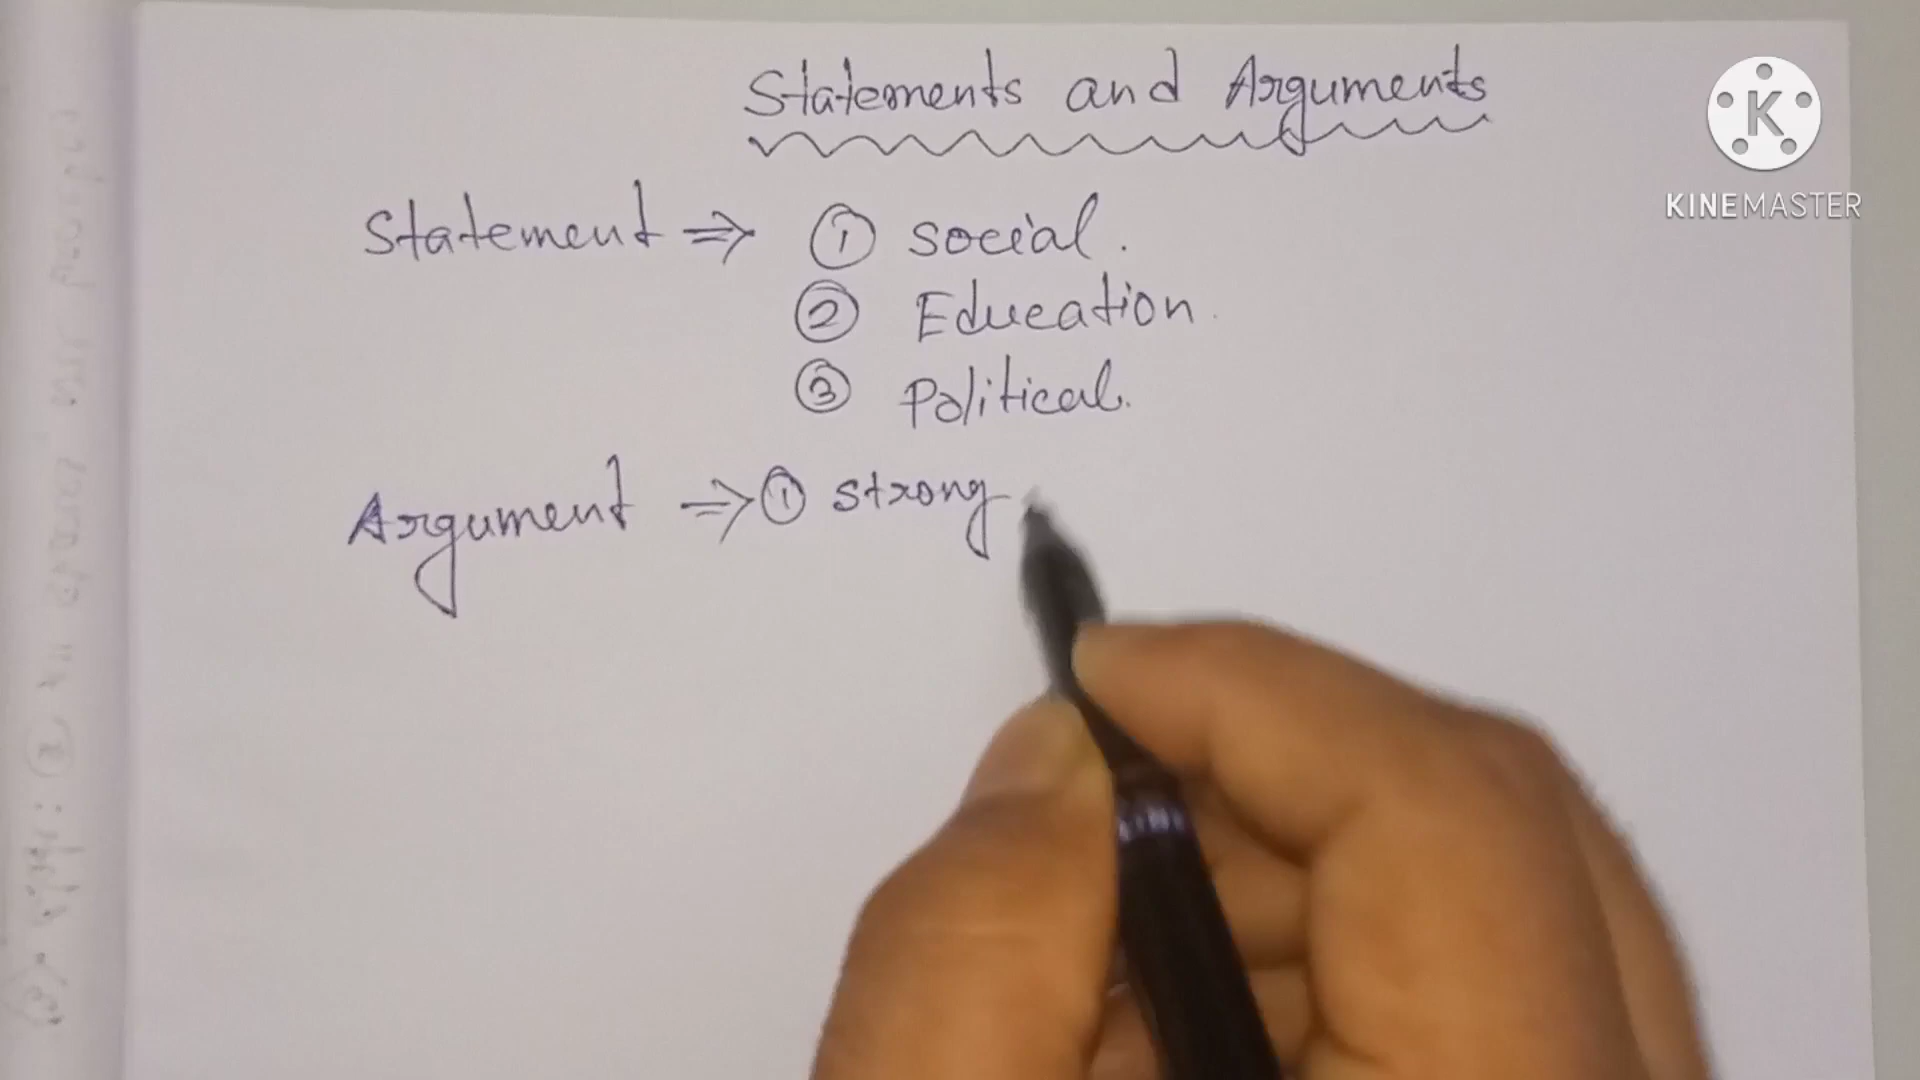 Statements and Arguments
K
KINEMASTER
Statement ⇒ ① Social.
② Education.
③ Political.
Argument ⇒ ① Strong